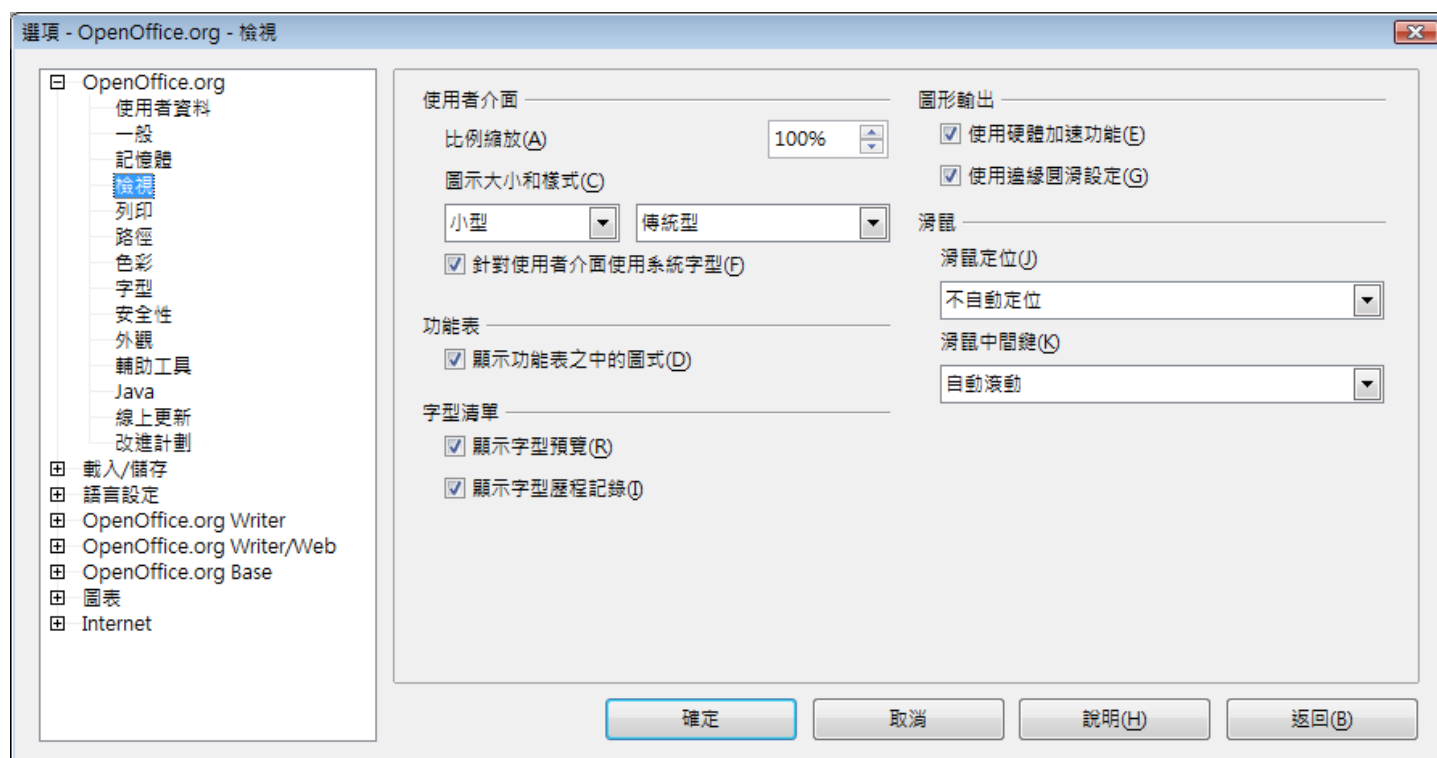 選項 - OpenOffice.org - 檢視
OpenOffice.org
使用者資料
一般
記憶體
檢視
列印
路徑
色彩
字型
安全性
外觀
輔助工具
Java
線上更新
改進計劃
載入/儲存
語言設定
OpenOffice.org Writer
OpenOffice.org Writer/Web
OpenOffice.org Base
圖表
Internet
使用者介面
比例縮放(A)
100%
圖示大小和樣式(C)
小型
傳統型
針對使用者介面使用系統字型(F)
功能表
顯示功能表之中的圖式(D)
字型清單
顯示字型預覽(R)
顯示字型歷程記錄(I)
圖形輸出
使用硬體加速功能(E)
使用邊緣圓滑設定(G)
滑鼠
滑鼠定位(J)
不自動定位
滑鼠中間鍵(K)
自動滾動
確定
取消
說明(H)
返回(B)